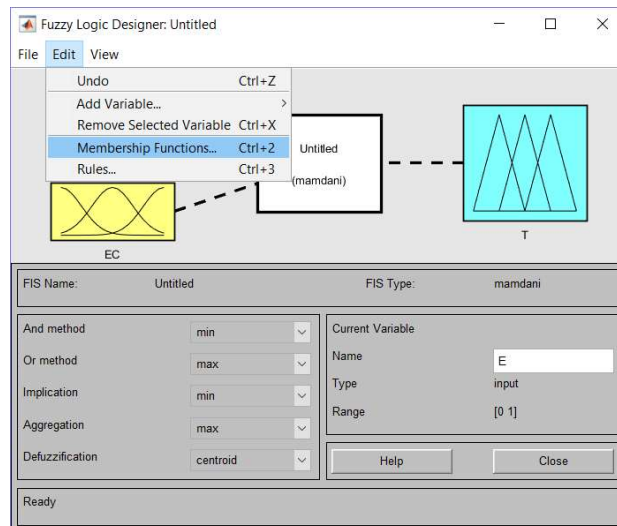 Fuzzy Logic Designer: Untitled
File Edit View
Undo Ctrl+Z
Add Variable... >
Remove Selected Variable Ctrl+X
Membership Functions... Ctrl+2
Rules... Ctrl+3
Untitled
(mamdani)
EC
T
FIS Name: Untitled FIS Type: mamdani
And method min
Or method max
Implication min
Aggregation max
Defuzzification centroid
Current Variable
Name E
Type input
Range [0 1]
Help Close
Ready